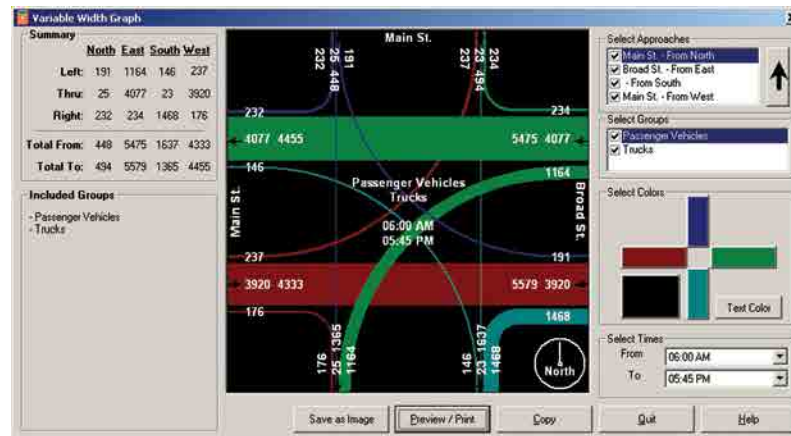 Variable Width Graph
Summary
North East South West
Left: 191 1164 146 237
Thru: 25 4077 23 3920
Right: 232 234 1468 176
Total From: 448 5475 1637 4333
Total To: 494 5579 1365 4455
Included Groups
- Passenger Vehicles
- Trucks
Main St.
232
25 448
191
237
23 494
234
232
234
4077 4455
5475 4077
146
1164
Passenger Vehicles
Trucks
06:00 AM
05:45 PM
Main St.
Broad St.
237
191
3920 4333
5579 3920
176
1468
176
25 1365
1164
146
23 1637
1468
North
Select Approaches
Main St. - From North
Broad St. - From East
- From South
Main St. - From West
Select Groups
Passenger Vehicles
Trucks
Select Colors
Text Color
Select Times
From 06:00 AM
To 05:45 PM
Save as Image
Preview / Print
Copy
Quit
Help